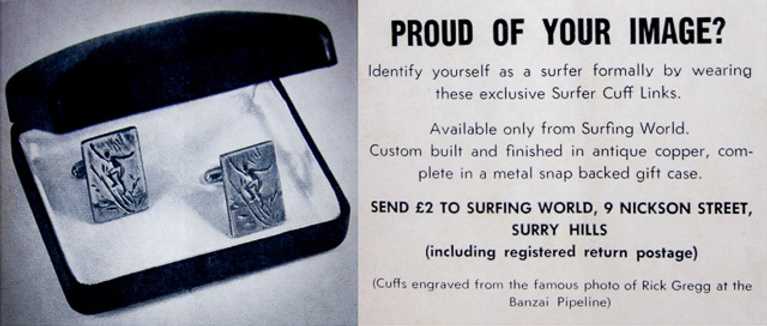 PROUD OF YOUR IMAGE?
Identify yourself as a surfer formally by wearing
these exclusive Surfer Cuff Links.
Available only from Surfing World.
Custom built and finished in antique copper, com-
plete in a metal snap backed gift case.
SEND £2 TO SURFING WORLD, 9 NICKSON STREET,
SURRY HILLS
(including registered return postage)
(Cuffs engraved from the famous photo of Rick Gregg at the
Banzai Pipeline)